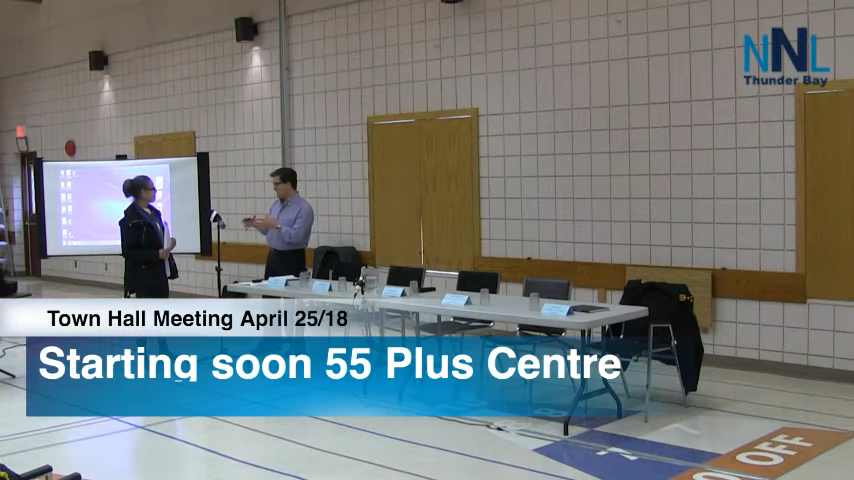 NNL
Thunder Bay
Town Hall Meeting April 25/18
Starting soon 55 Plus Centre
OFF